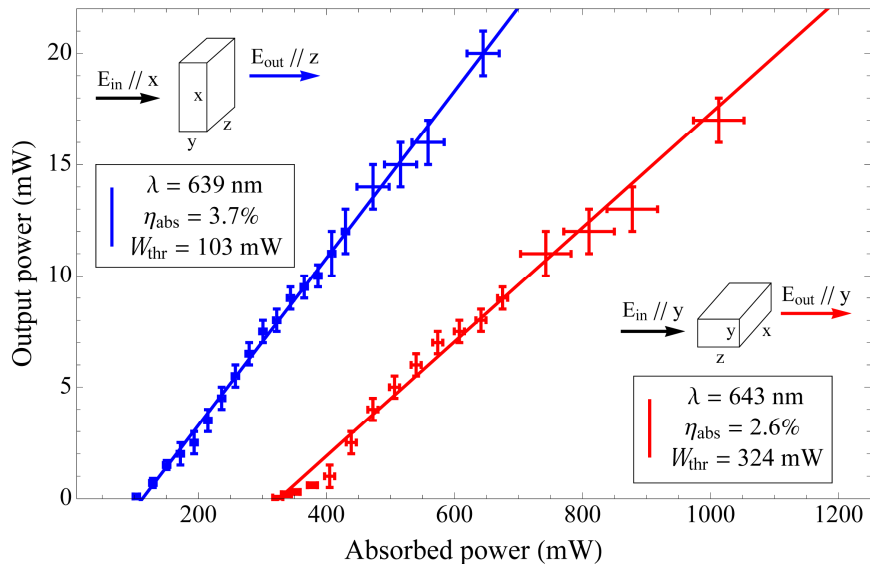 Output power (mW)
20
15
10
5
0
E_in // x
E_out // z
x
z
y
λ = 639 nm
η_abs = 3.7%
W_thr = 103 mW
E_in // y
E_out // y
y
x
z
λ = 643 nm
η_abs = 2.6%
W_thr = 324 mW
200 400 600 800 1000 1200
Absorbed power (mW)